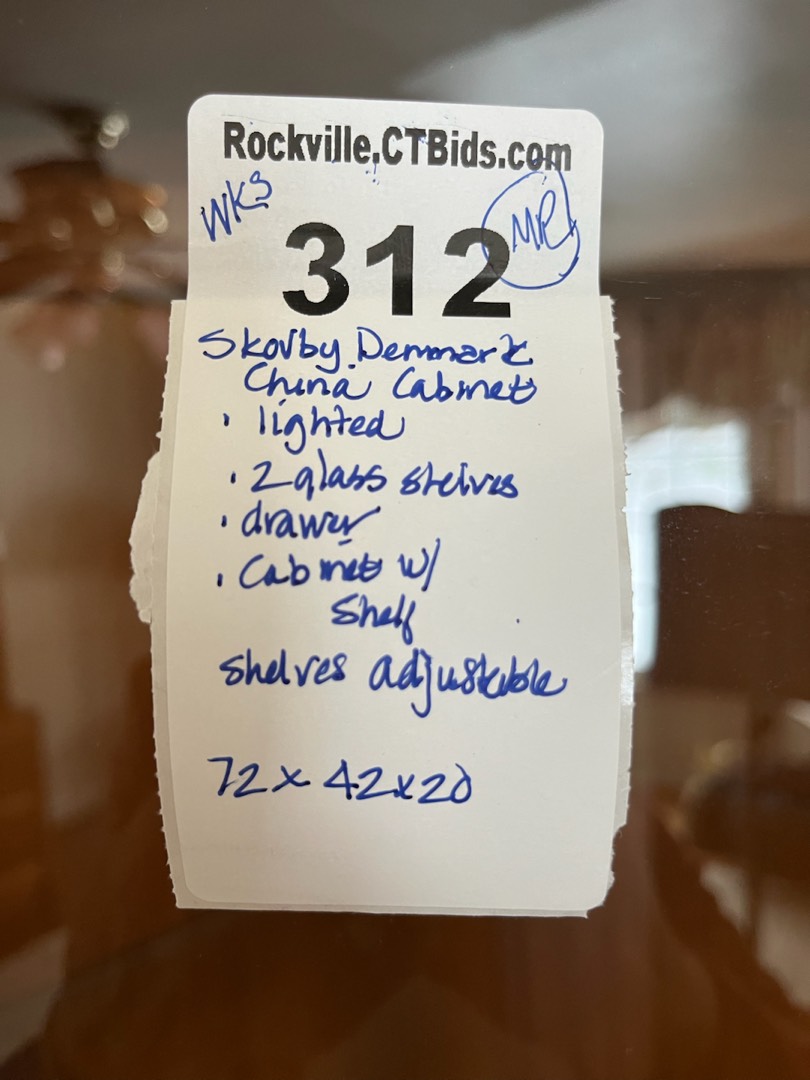 Rockville.CTBids.com
WKS
312
MR
Skovby Denmark
China Cabinet
• lighted
• 2 glass shelves
• drawer
• Cabinet w/
Shelf
shelves adjustable
72 x 42 x 20